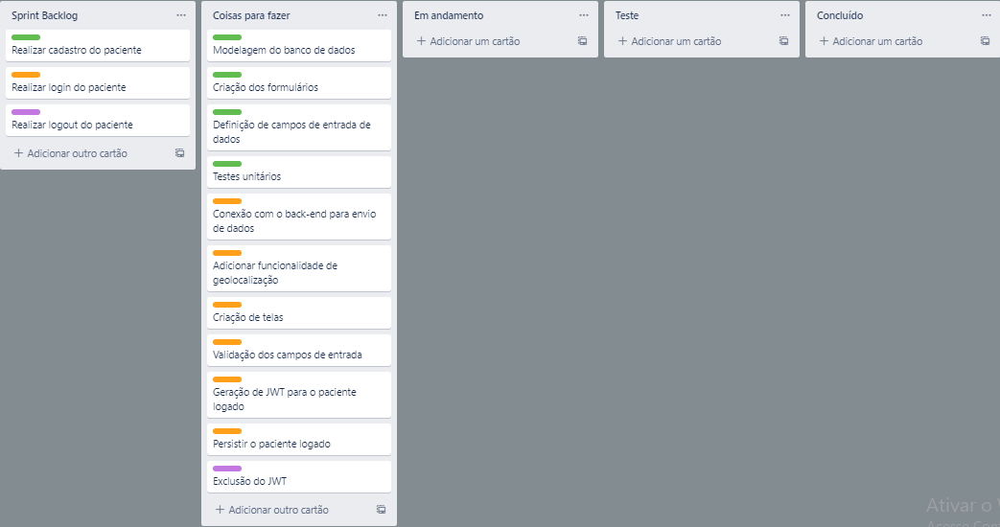 Sprint Backlog
Realizar cadastro do paciente
Realizar login do paciente
Realizar logout do paciente
+ Adicionar outro cartão
Coisas para fazer
Modelagem do banco de dados
Criação dos formulários
Definição de campos de entrada de
dados
Testes unitários
Conexão com o back-end para envio
de dados
Adicionar funcionalidade de
geolocalização
Criação de telas
Validação dos campos de entrada
Geração de JWT para o paciente
logado
Persistir o paciente logado
Exclusão do JWT
+ Adicionar outro cartão
Em andamento
+ Adicionar um cartão
Teste
+ Adicionar um cartão
Concluído
+ Adicionar um cartão
Ativar o